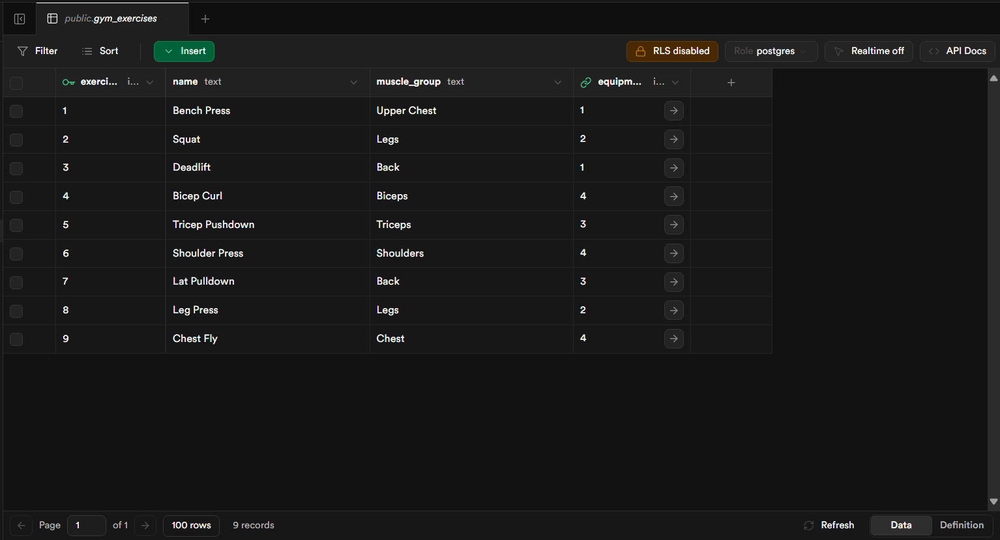 public.gym_exercises
Filter Sort Insert RLS disabled Role postgres Realtime off API Docs
exerci... i... name text muscle_group text equipm... i...
1 Bench Press Upper Chest 1
2 Squat Legs 2
3 Deadlift Back 1
4 Bicep Curl Biceps 4
5 Tricep Pushdown Triceps 3
6 Shoulder Press Shoulders 4
7 Lat Pulldown Back 3
8 Leg Press Legs 2
9 Chest Fly Chest 4
Page 1 of 1 100 rows 9 records Refresh Data Definition